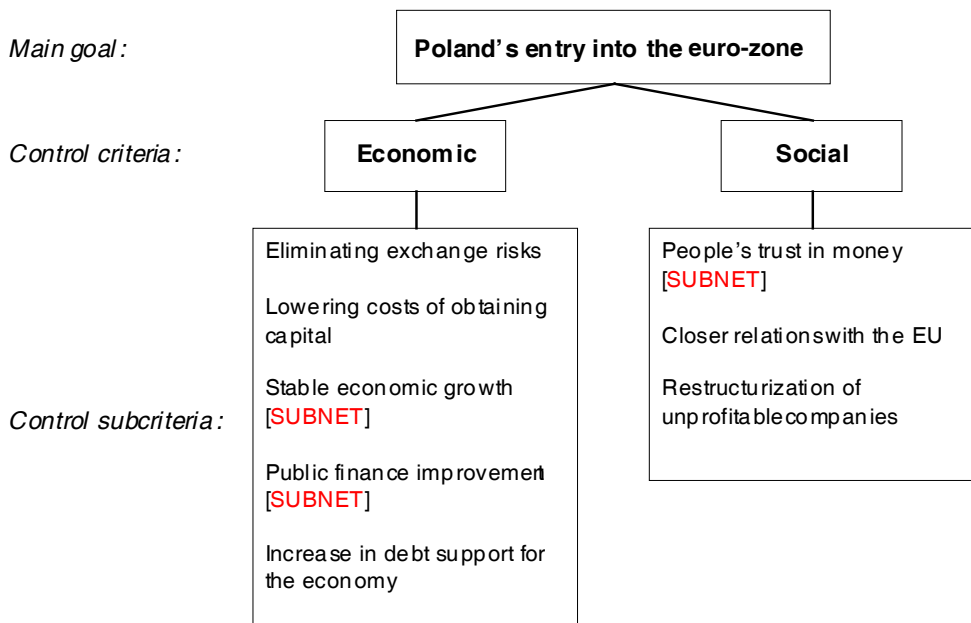 Main goal:
Poland's entry into the euro-zone
Control criteria:
Economic
Social
Control subcriteria:
Eliminating exchange risks
Lowering costs of obtaining
capital
Stable economic growth
[SUBNET]
Public finance improvement
[SUBNET]
Increase in debt support for
the economy
People's trust in money
[SUBNET]
Closer relations with the EU
Restructurization of
unprofitable companies